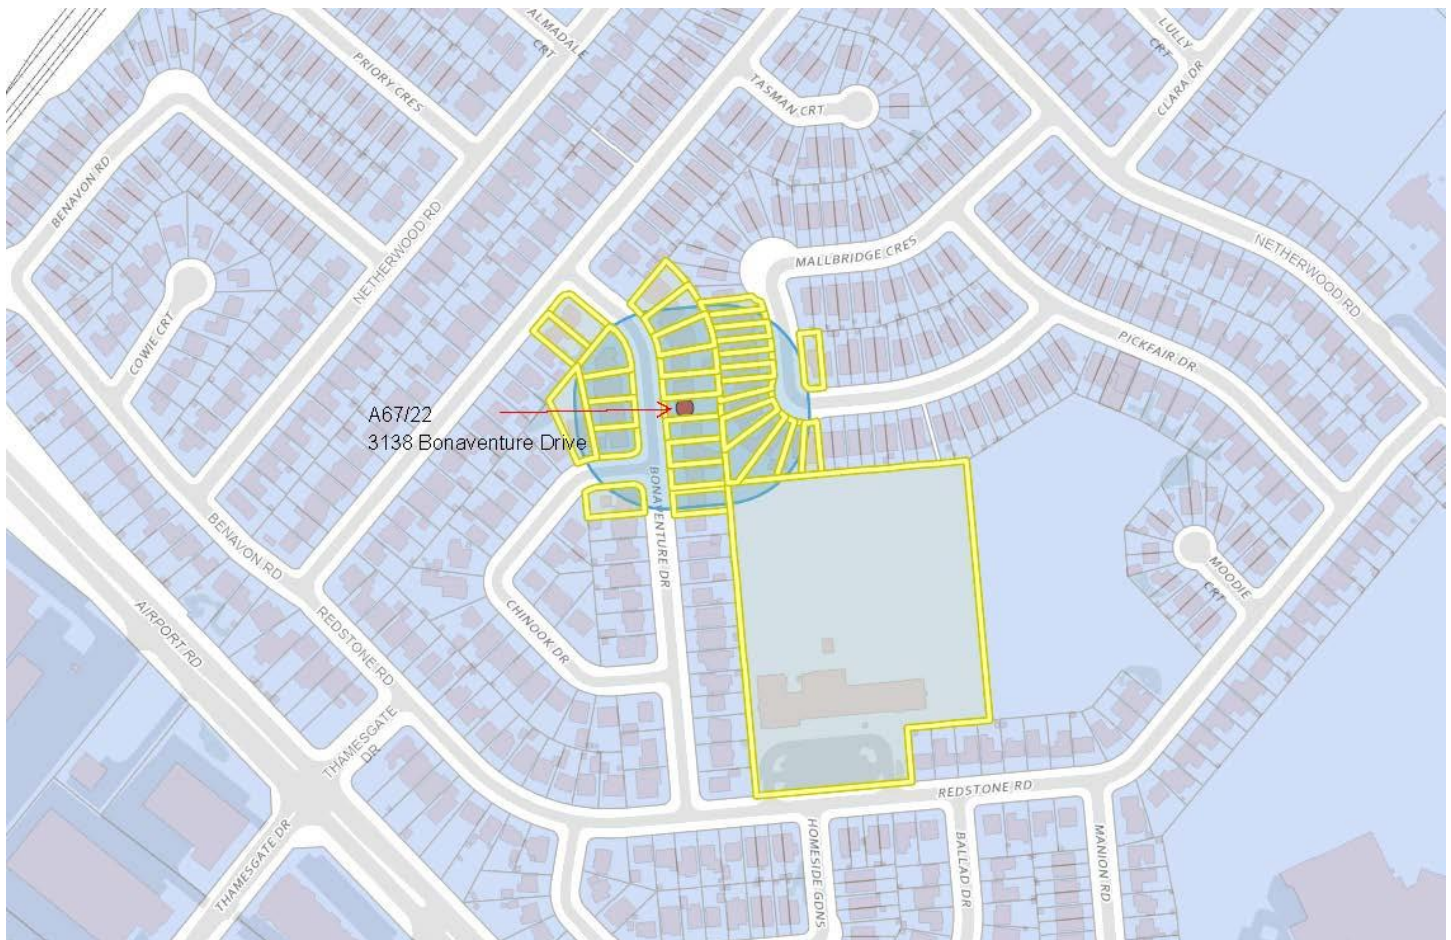 ALMADALE
CRT
LULLY
CRT
PRIORY CRES
CLARA DR
TASMAN CRT
BENAVON RD
NETHERWOOD RD
MALLBRIDGE CRES
NETHERWOOD RD
COWIE CRT
PICKFAIR DR
A67/22
3138 Bonaventure Drive
BONAVENTURE DR
BENAVON RD
MOODIE
CRT
AIRPORT RD
REDSTONE RD
CHINOOK DR
THAMESGATE
DR
REDSTONE RD
THAMESGATE DR
HOMESIDE GDNS
BALLAD DR
MANION RD